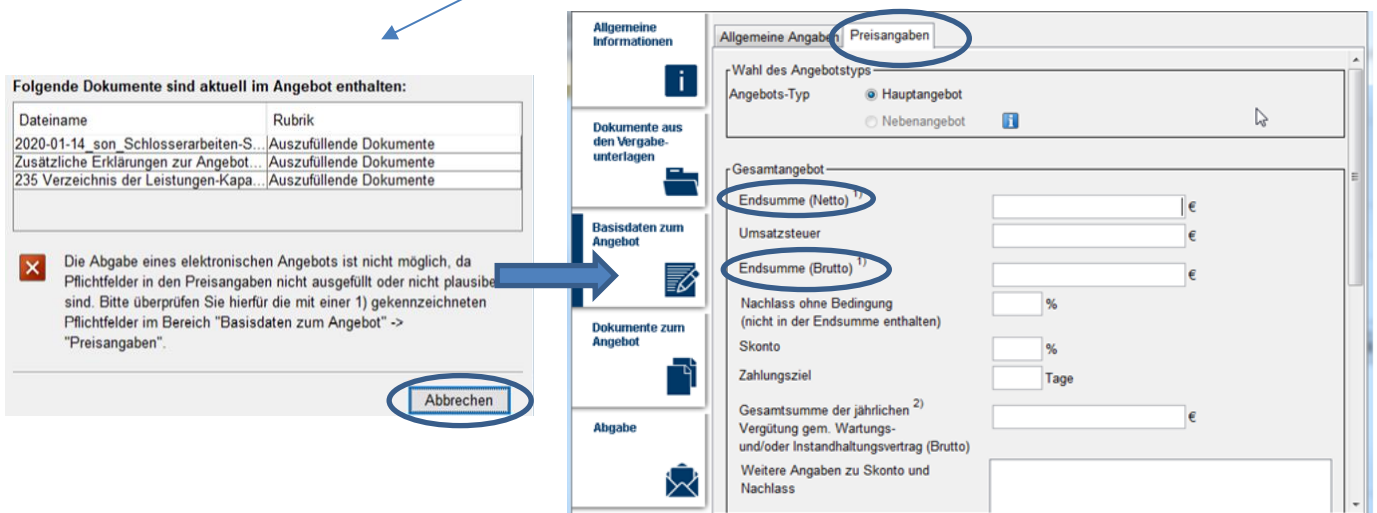 Folgende Dokumente sind aktuell im Angebot enthalten:
Dateiname Rubrik
2020-01-14_son_Schlosserarbeiten-S... Auszufüllende Dokumente
Zusätzliche Erklärungen zur Angebot... Auszufüllende Dokumente
235 Verzeichnis der Leistungen-Kapa... Auszufüllende Dokumente
Die Abgabe eines elektronischen Angebots ist nicht möglich, da
Pflichtfelder in den Preisangaben nicht ausgefüllt oder nicht plausibe
sind. Bitte überprüfen Sie hierfür die mit einer 1) gekennzeichneten
Pflichtfelder im Bereich "Basisdaten zum Angebot" ->
"Preisangaben".
Abbrechen
Allgemeine
Informationen
i
Dokumente aus
den Vergabe-
unterlagen
Basisdaten zum
Angebot
Dokumente zum
Angebot
Abgabe
Allgemeine Angaben Preisangaben
Wahl des Angebotstyps
Angebots-Typ Hauptangebot
Nebenangebot i
Gesamtangebot
Endsumme (Netto) 1) €
Umsatzsteuer €
Endsumme (Brutto) 1) €
Nachlass ohne Bedingung %
(nicht in der Endsumme enthalten)
Skonto %
Zahlungsziel Tage
Gesamtsumme der jährlichen 2) €
Vergütung gem. Wartungs-
und/oder Instandhaltungsvertrag (Brutto)
Weitere Angaben zu Skonto und
Nachlass